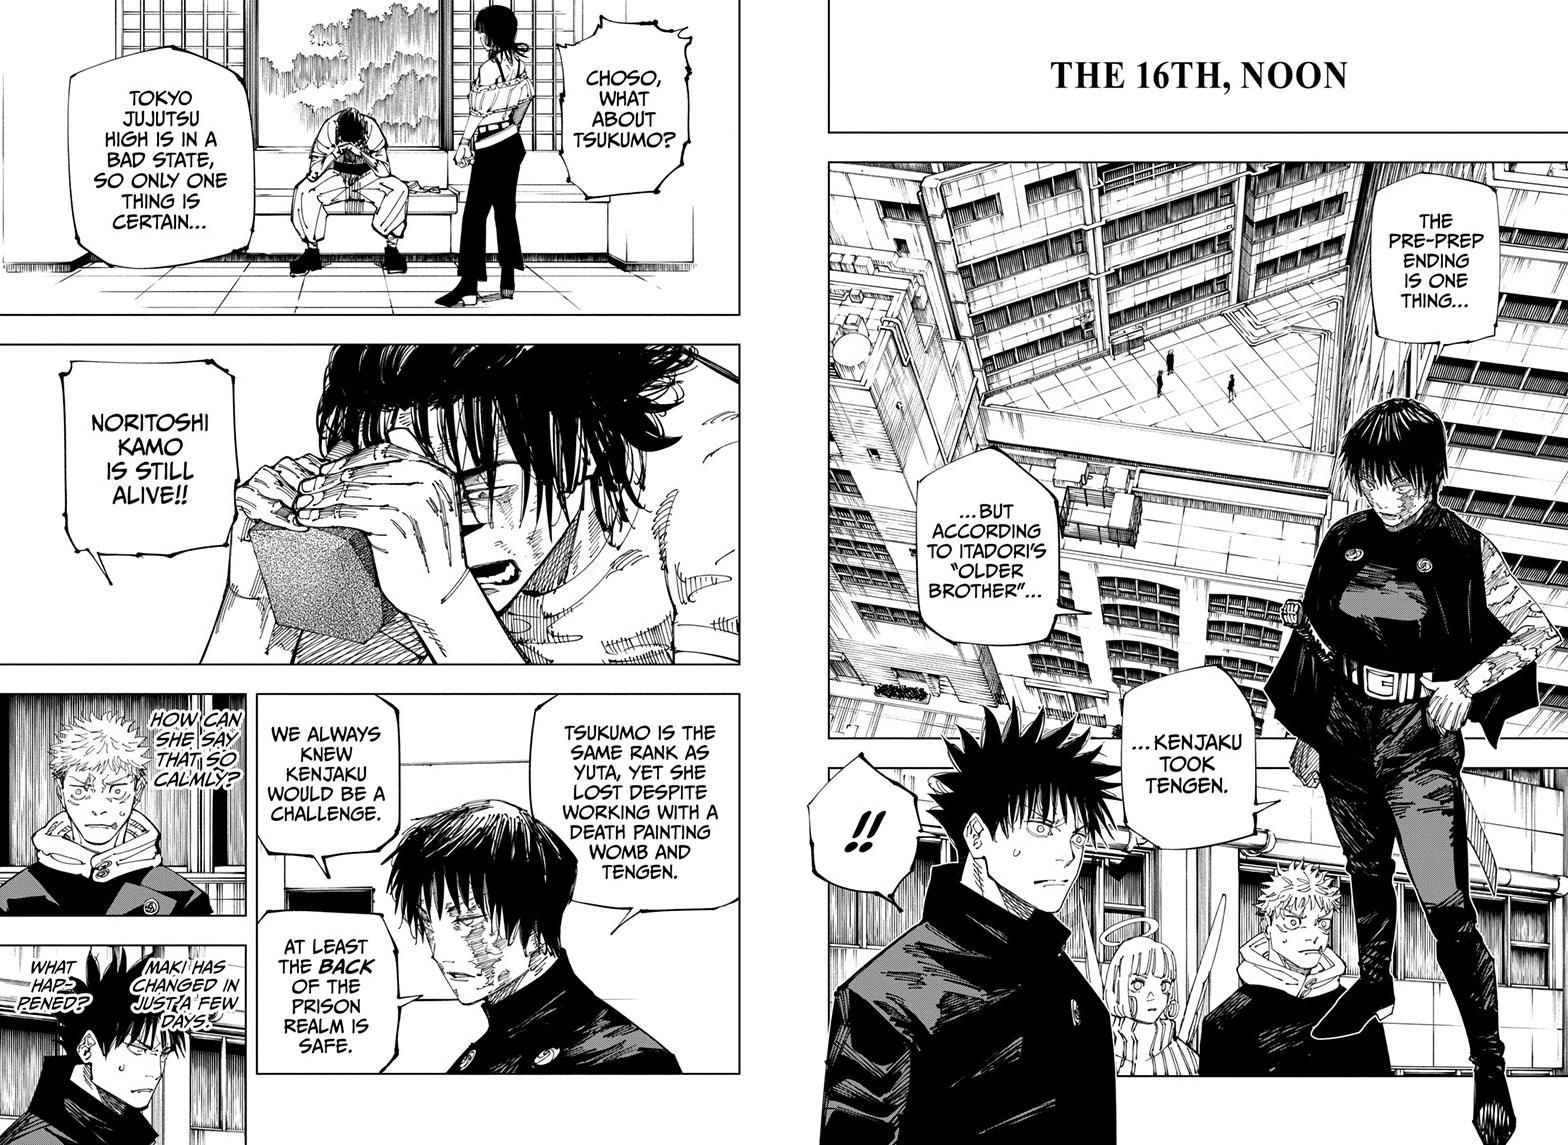 THE 16TH, NOON
THE
PRE-PREP
ENDING
IS ONE
THING...
...BUT
ACCORDING
TO ITADORI'S
"OLDER
BROTHER"...
...KENJAKU
TOOK
TENGEN.
!!
CHOSO,
WHAT
ABOUT
TSUKUMO?
TOKYO
JUJUTSU
HIGH IS IN A
BAD STATE,
SO ONLY ONE
THING IS
CERTAIN...
NORITOSHI
KAMO
IS STILL
ALIVE!!
TSUKUMO IS THE
SAME RANK AS
YUTA, YET SHE
LOST DESPITE
WORKING WITH A
DEATH PAINTING
WOMB AND
TENGEN.
WE ALWAYS
KNEW
KENJAKU
WOULD BE A
CHALLENGE.
AT LEAST
THE BACK
OF THE
PRISON
REALM IS
SAFE.
HOW CAN
SHE SAY
THAT SO
CALMLY?
MAKI HAS
CHANGED IN
JUST A FEW
DAYS.
WHAT
HAP-
PENED?